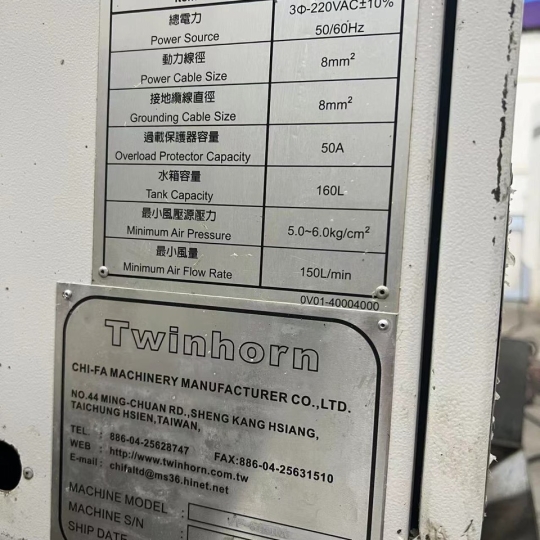 3Φ-220VAC±10%
總電力
Power Source
50/60Hz
動力線徑
Power Cable Size
8mm²
接地纜線直徑
Grounding Cable Size
8mm²
過載保護器容量
Overload Protector Capacity
50A
水箱容量
Tank Capacity
160L
最小風壓源壓力
Minimum Air Pressure
5.0~6.0kg/cm²
最小風量
Minimum Air Flow Rate
150L/min
0V01-40004000
Twinhorn
CHI-FA MACHINERY MANUFACTURER CO.,LTD.
NO.44 MING-CHUAN RD.,SHENG KANG HSIANG,
TAICHUNG HSIEN,TAIWAN,
TEL : 886-04-25628747 FAX:886-04-25631510
WEB : http://www.twinhorn.com.tw
E-mail : chifaltd@ms36.hinet.net
MACHINE MODEL :
MACHINE S/N :
SHIP DATE